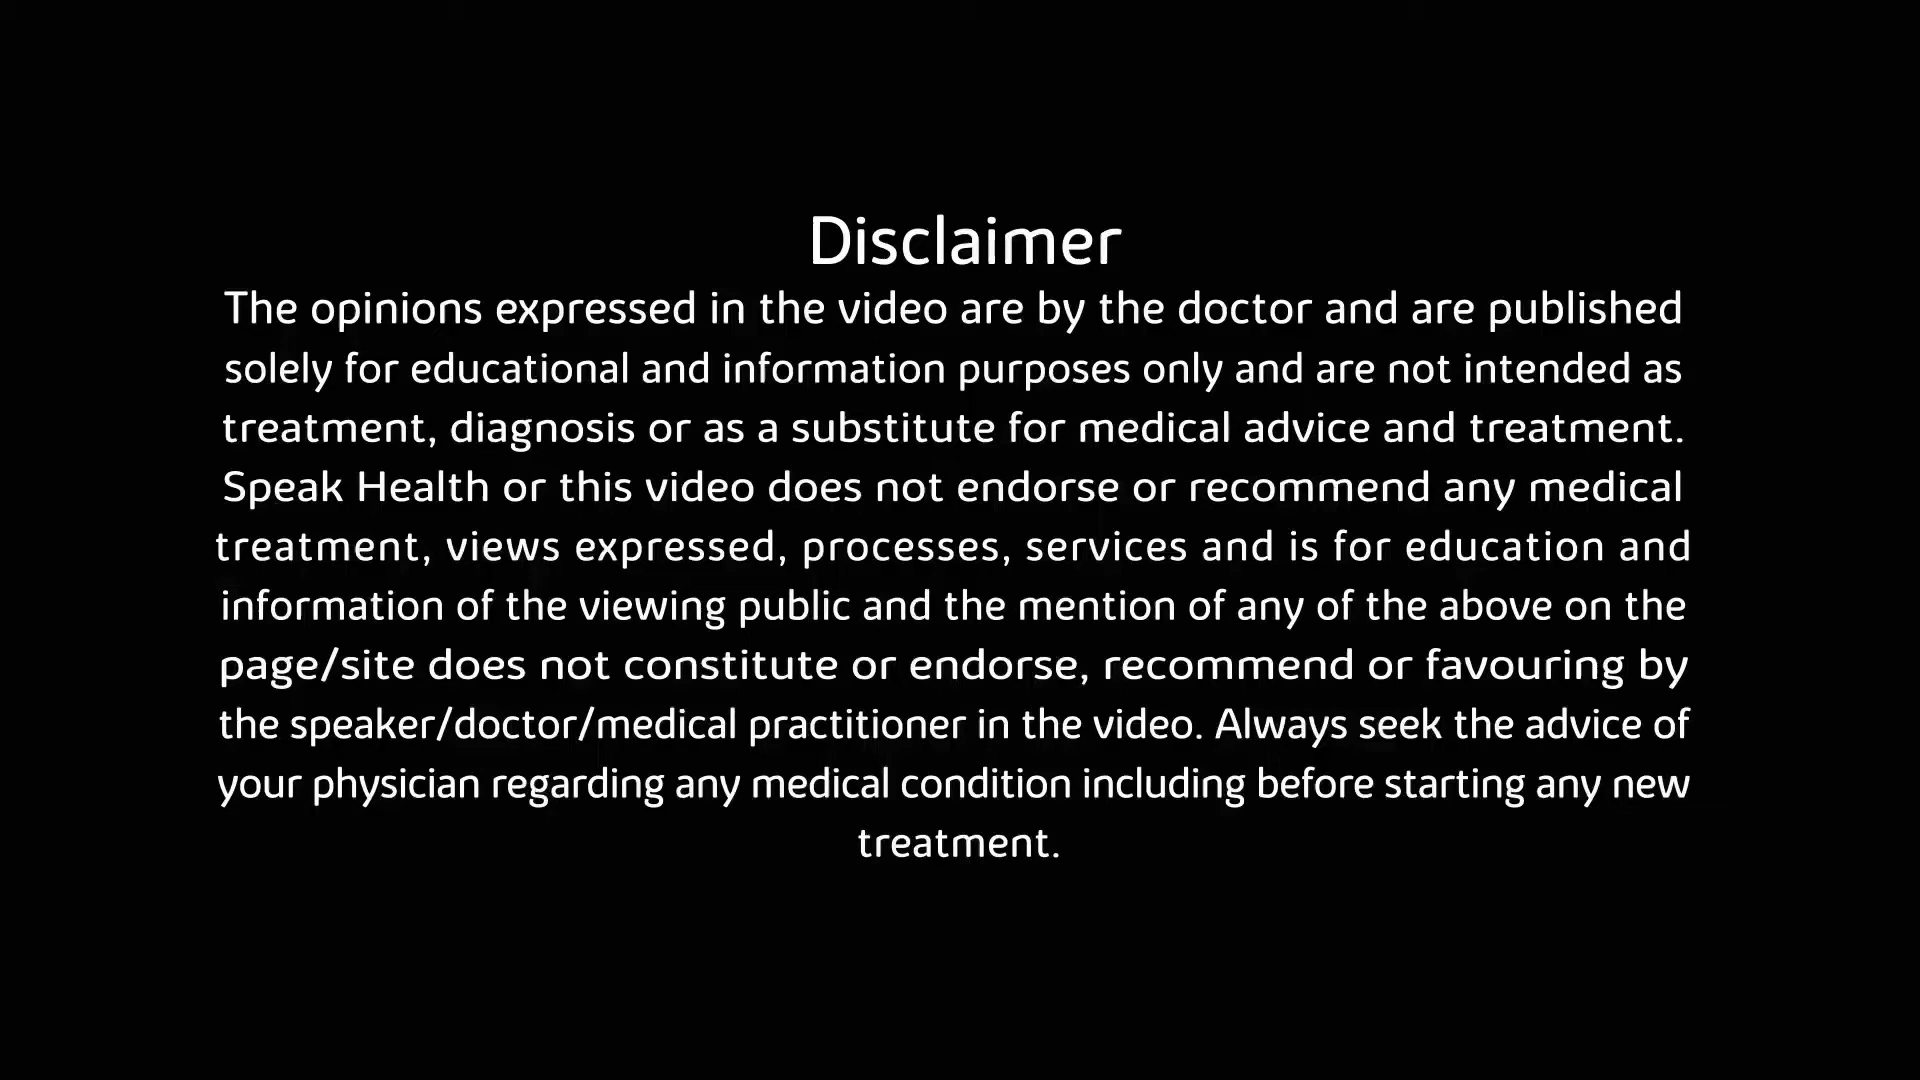 Disclaimer
The opinions expressed in the video are by the doctor and are published
solely for educational and information purposes only and are not intended as
treatment, diagnosis or as a substitute for medical advice and treatment.
Speak Health or this video does not endorse or recommend any medical
treatment, views expressed, processes, services and is for education and
information of the viewing public and the mention of any of the above on the
page/site does not constitute or endorse, recommend or favouring by
the speaker/doctor/medical practitioner in the video. Always seek the advice of
your physician regarding any medical condition including before starting any new
treatment.